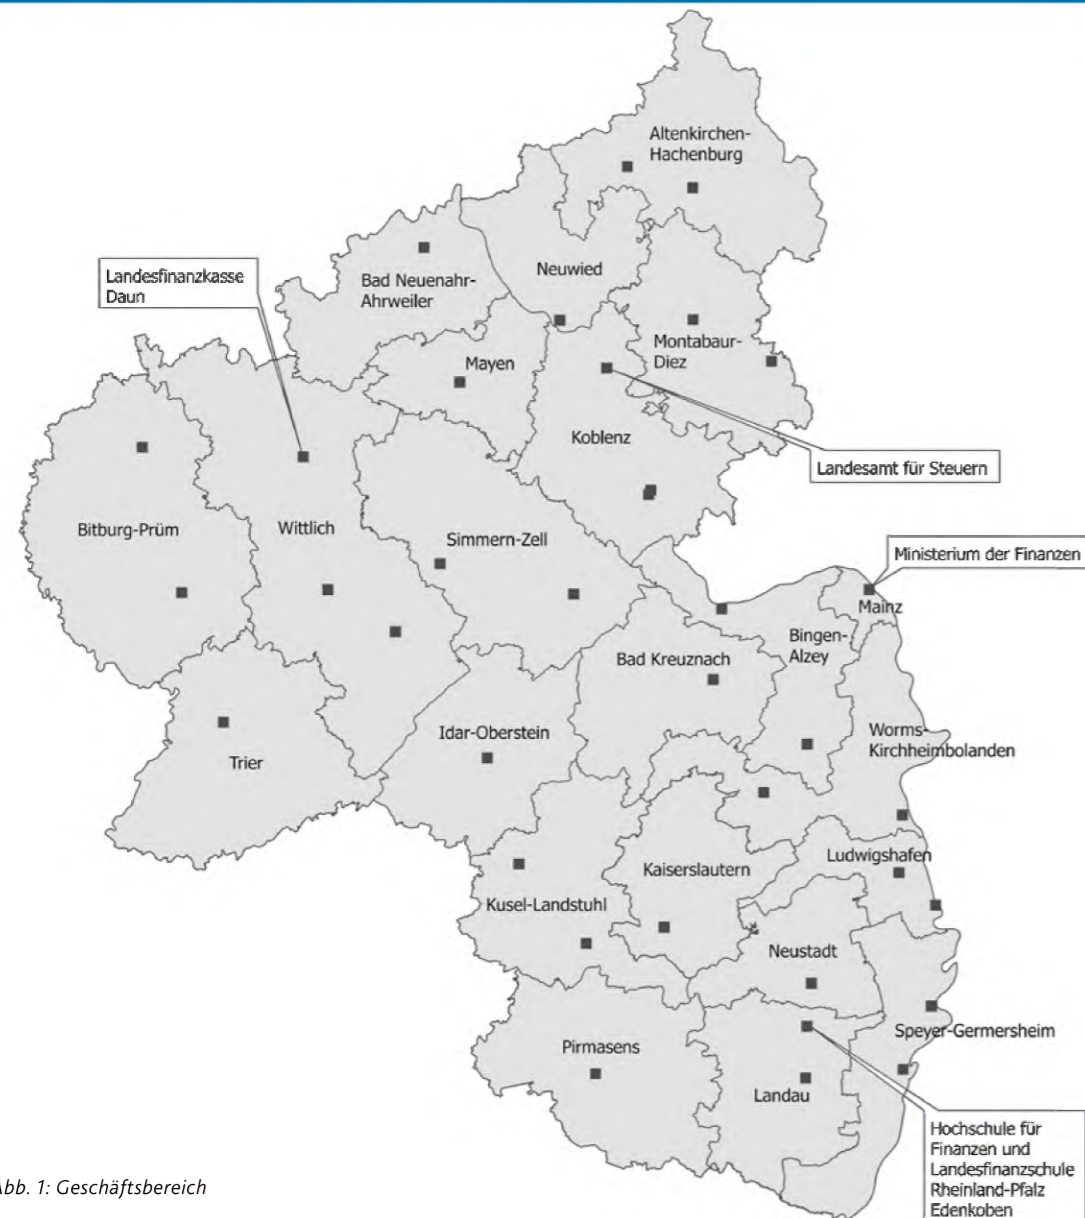 Altenkirchen-
Hachenburg
Neuwied
Bad Neuenahr-
Ahrweiler
Landesfinanzkasse
Daun
Montabaur-
Diez
Mayen
Koblenz
Landesamt für Steuern
Bitburg-Prüm
Wittlich
Simmern-Zell
Ministerium der Finanzen
Mainz
Bingen-
Alzey
Bad Kreuznach
Idar-Oberstein
Worms-
Kirchheimbolanden
Trier
Ludwigshafen
Kaiserslautern
Kusel-Landstuhl
Neustadt
Speyer-Germersheim
Pirmasens
Landau
Hochschule für
Finanzen und
Landesfinanzschule
Rheinland-Pfalz
Edenkoben
Abb. 1: Geschäftsbereich